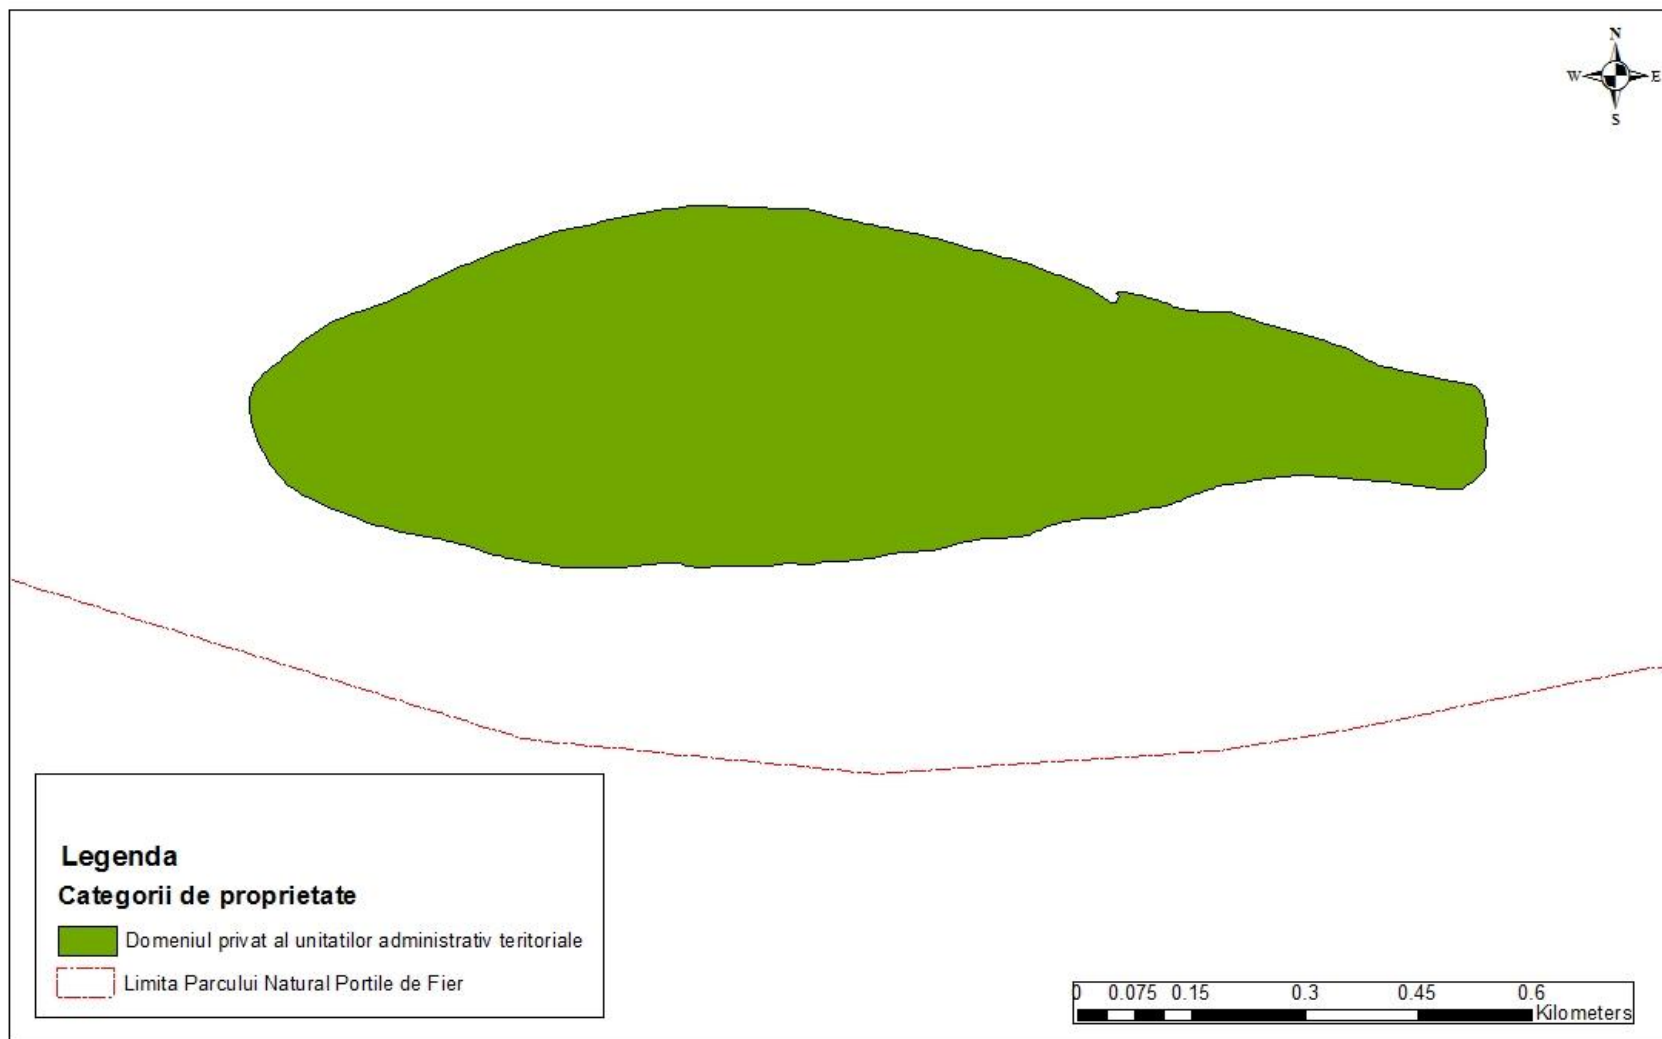 N
W E
S
Legenda
Categorii de proprietate
Domeniul privat al unitatilor administrativ teritoriale
Limita Parcului Natural Portile de Fier
0 0.075 0.15 0.3 0.45 0.6
Kilometers